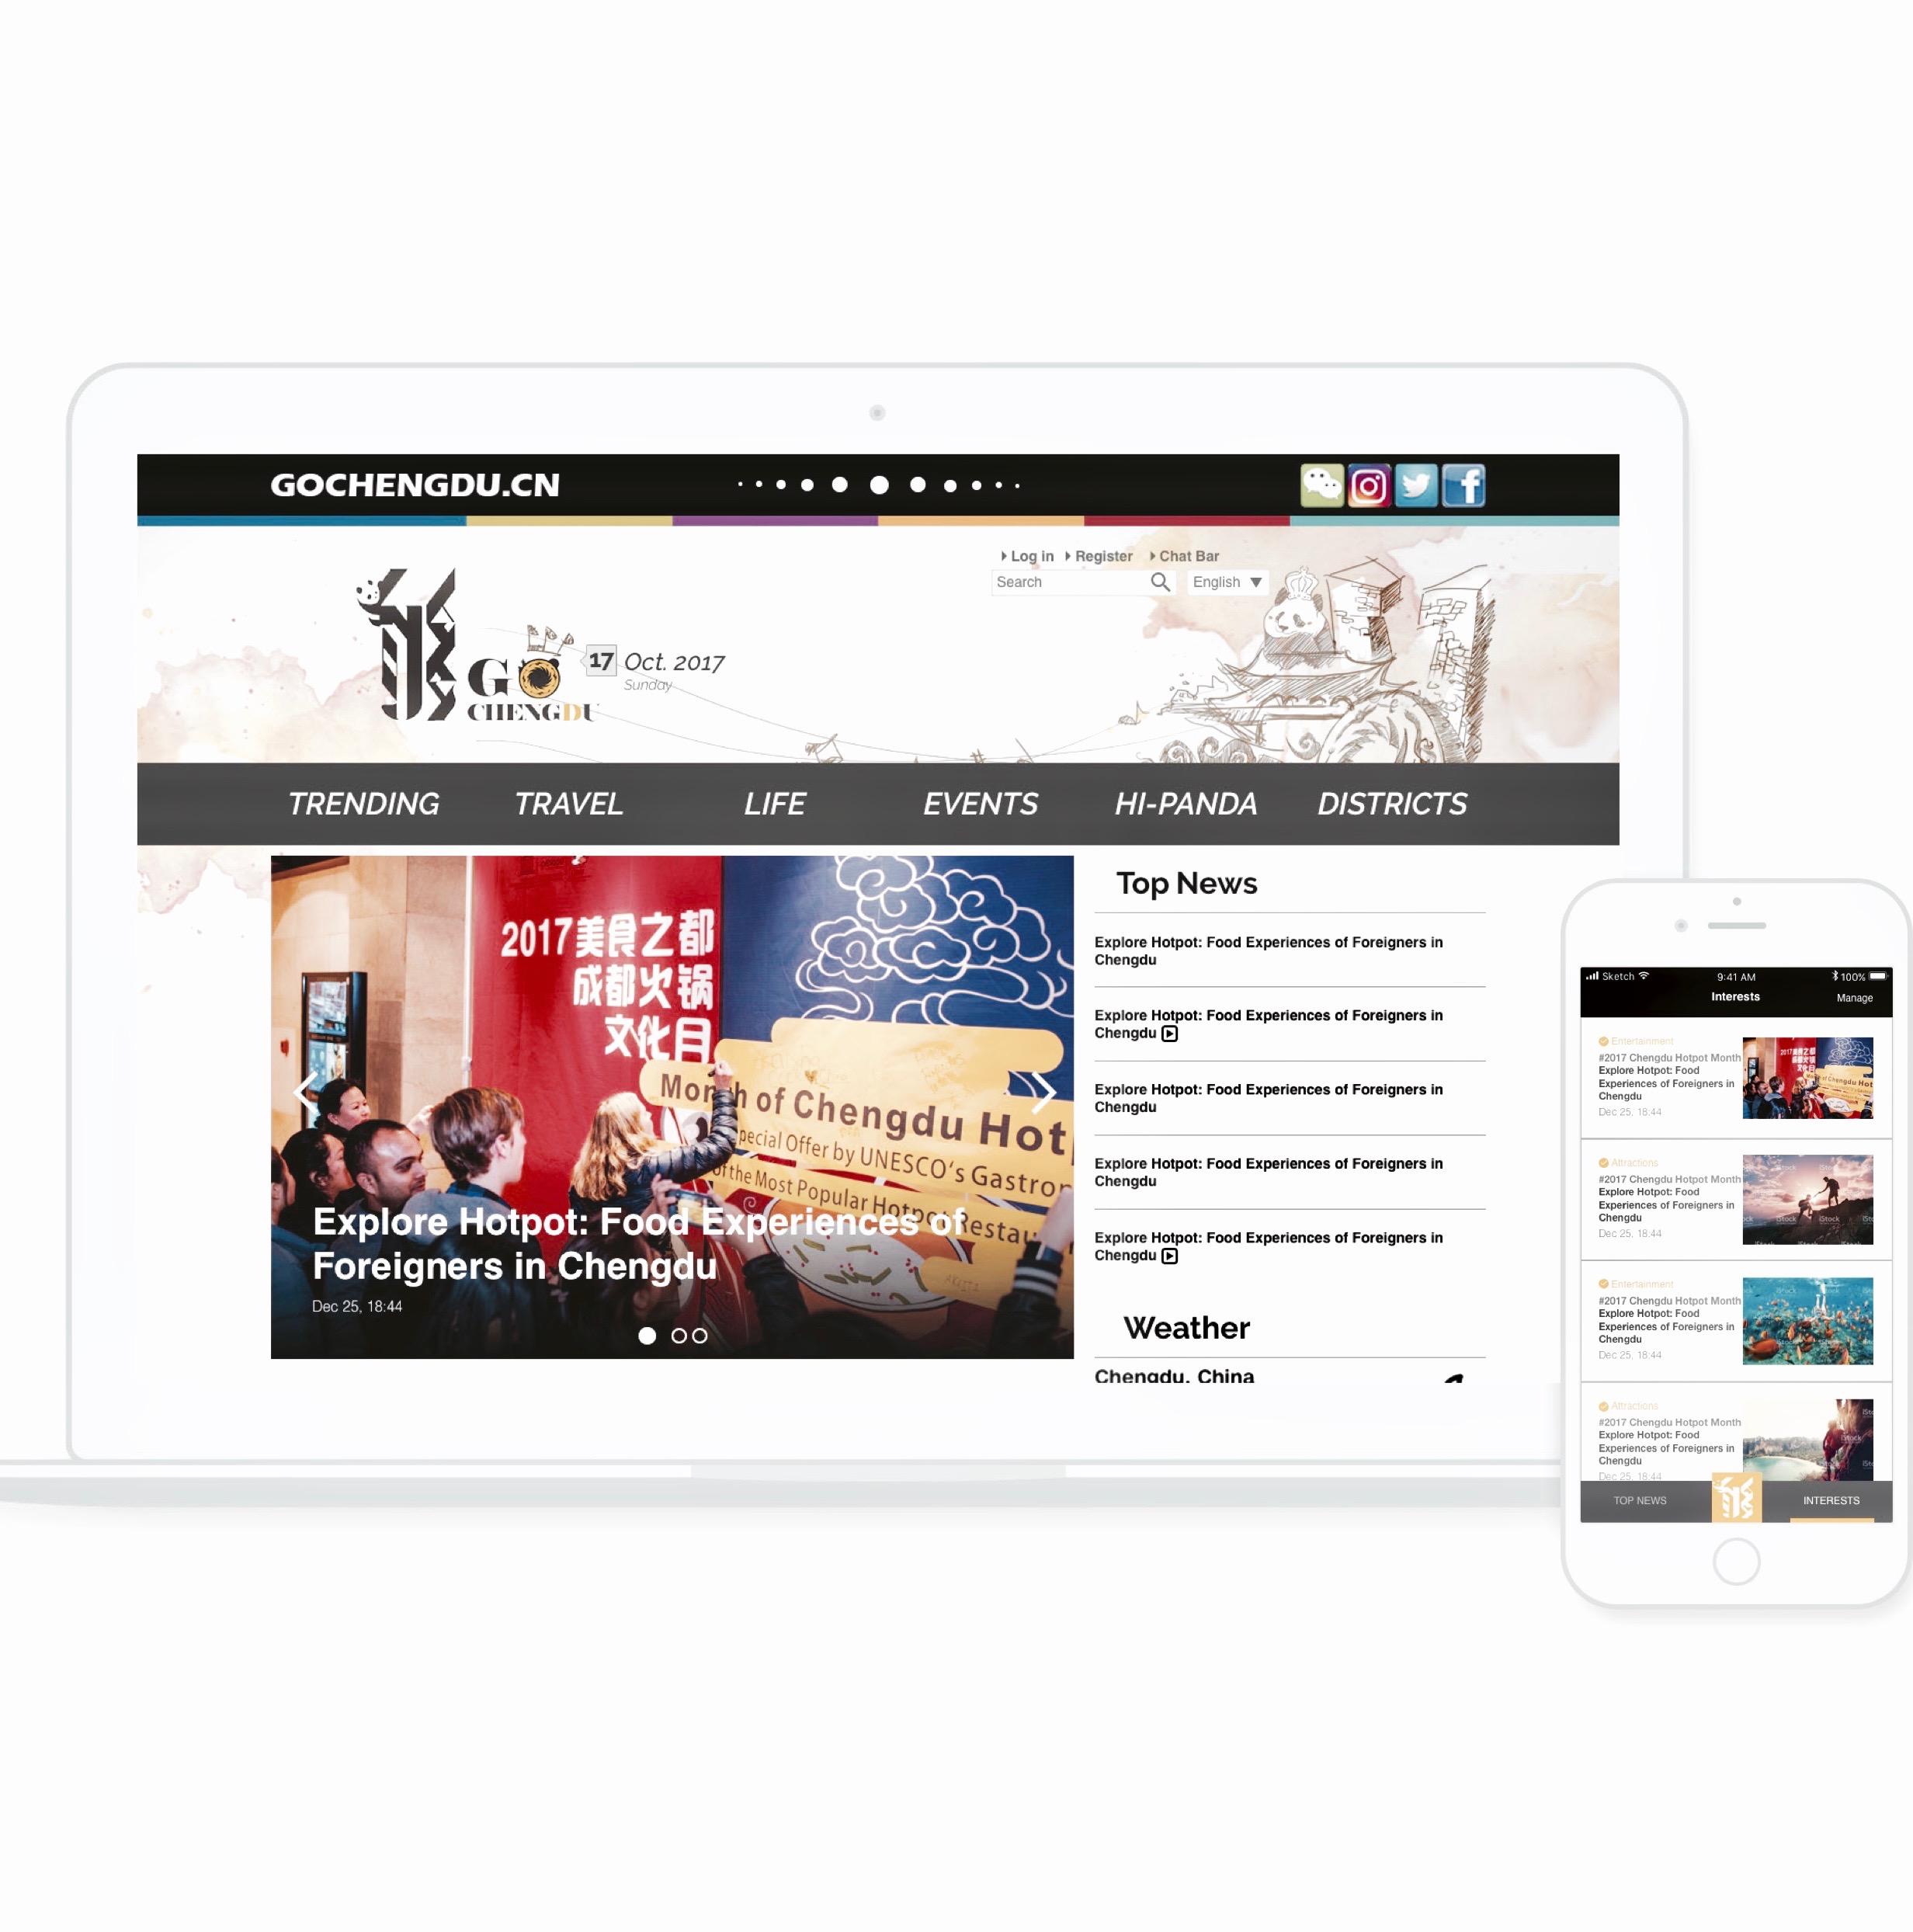 GOCHENGDU.CN
Log in Register Chat Bar
Search English
GO
CHENGDU
17 Oct. 2017
Sunday
TRENDING TRAVEL LIFE EVENTS HI-PANDA DISTRICTS
2017美食之都
成都火锅
文化月
Month of Chengdu Hot
pecial Offer by UNESCO's Gastron
of the Most Popular Hotpot Restau
Explore Hotpot: Food Experiences of
Foreigners in Chengdu
Dec 25, 18:44
Top News
Explore Hotpot: Food Experiences of Foreigners in
Chengdu
Explore Hotpot: Food Experiences of Foreigners in
Chengdu
Explore Hotpot: Food Experiences of Foreigners in
Chengdu
Explore Hotpot: Food Experiences of Foreigners in
Chengdu
Explore Hotpot: Food Experiences of Foreigners in
Chengdu
Weather
Chengdu, China
Sketch 9:41 AM 100%
Interests Manage
Entertainment
#2017 Chengdu Hotpot Month
Explore Hotpot: Food
Experiences of Foreigners in
Chengdu
Dec 25, 18:44
Attractions
#2017 Chengdu Hotpot Month
Explore Hotpot: Food
Experiences of Foreigners in
Chengdu
Dec 25, 18:44
Entertainment
#2017 Chengdu Hotpot Month
Explore Hotpot: Food
Experiences of Foreigners in
Chengdu
Dec 25, 18:44
Attractions
#2017 Chengdu Hotpot Month
Explore Hotpot: Food
Experiences of Foreigners in
Chengdu
Dec 25, 18:44
TOP NEWS INTERESTS